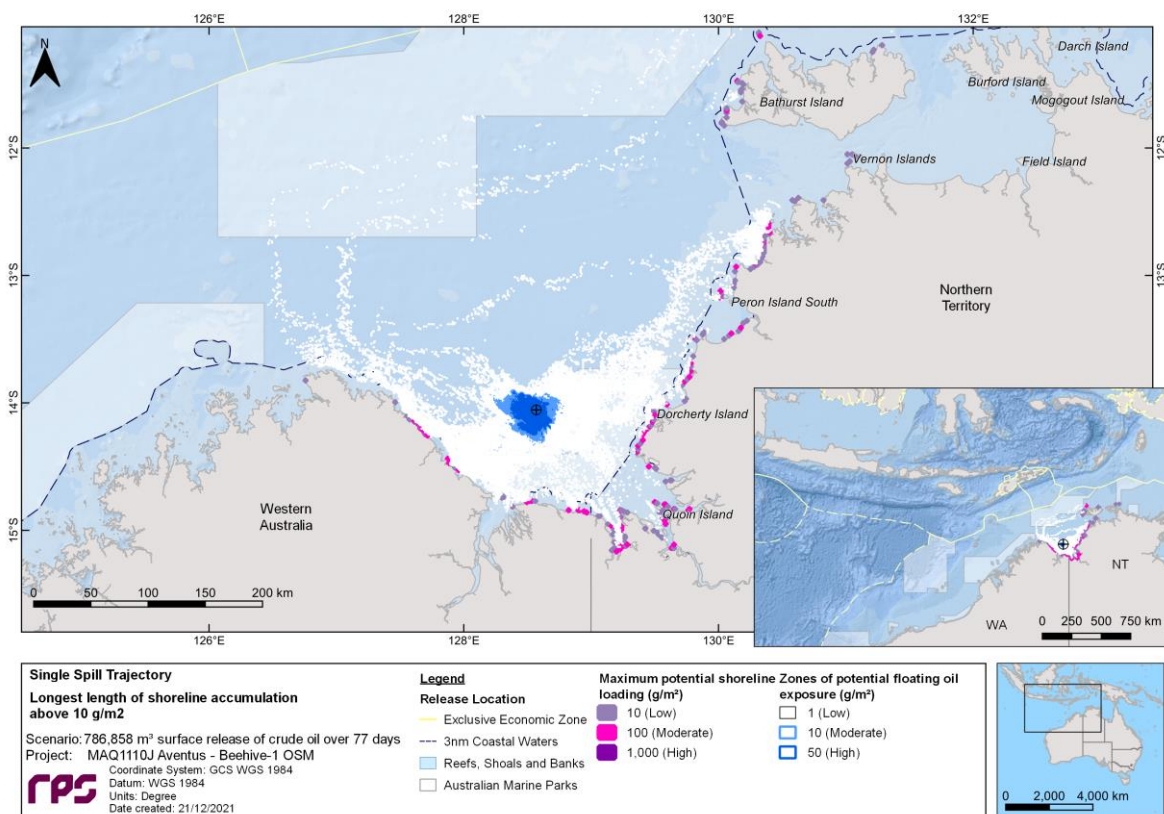 126°E 128°E 130°E 132°E
N
Darch Island
Burford Island
Bathurst Island
Mogogout Island
12°S 12°S
Vernon Islands
Field Island
13°S 13°S
Northern
Territory
Peron Island South
14°S
Dorcherty Island
Western
Australia
Quoin Island
15°S 15°S
0 50 100 150 200 km
126°E 128°E 130°E
NT
WA
0 250 500 750 km
Single Spill Trajectory
Longest length of shoreline accumulation
above 10 g/m2
Scenario: 786,858 m³ surface release of crude oil over 77 days
Project: MAQ1110J Aventus - Beehive-1 OSM
rps
Coordinate System: GCS WGS 1984
Datum: WGS 1984
Units: Degree
Date created: 21/12/2021
Legend
Release Location
Exclusive Economic Zone
3nm Coastal Waters
Reefs, Shoals and Banks
Australian Marine Parks
Maximum potential shoreline
loading (g/m²)
10 (Low)
100 (Moderate)
1,000 (High)
Zones of potential floating oil
exposure (g/m²)
1 (Low)
10 (Moderate)
50 (High)
0 2,000 4,000 km